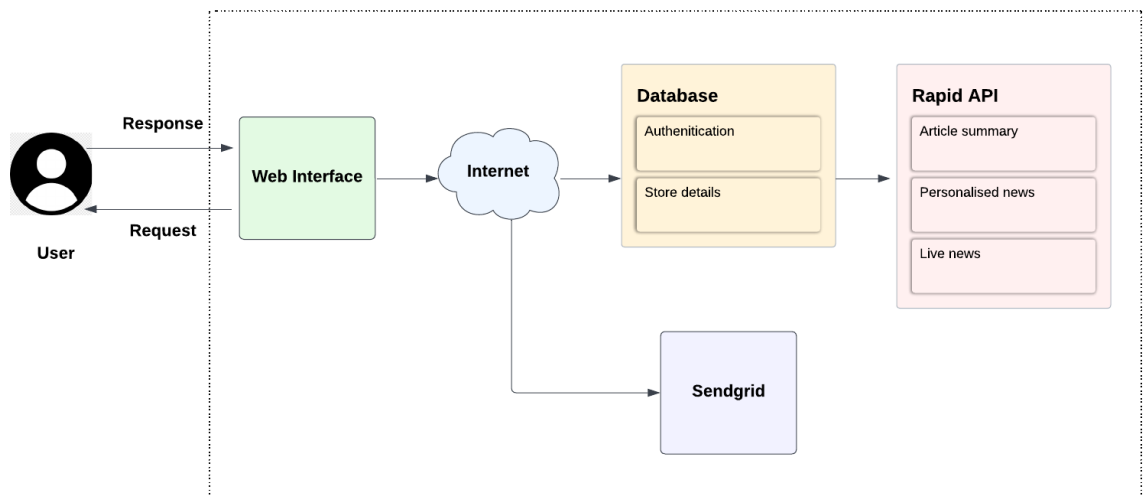 Response
Request
User
Web Interface
Internet
Database
Authenitication
Store details
Rapid API
Article summary
Personalised news
Live news
Sendgrid